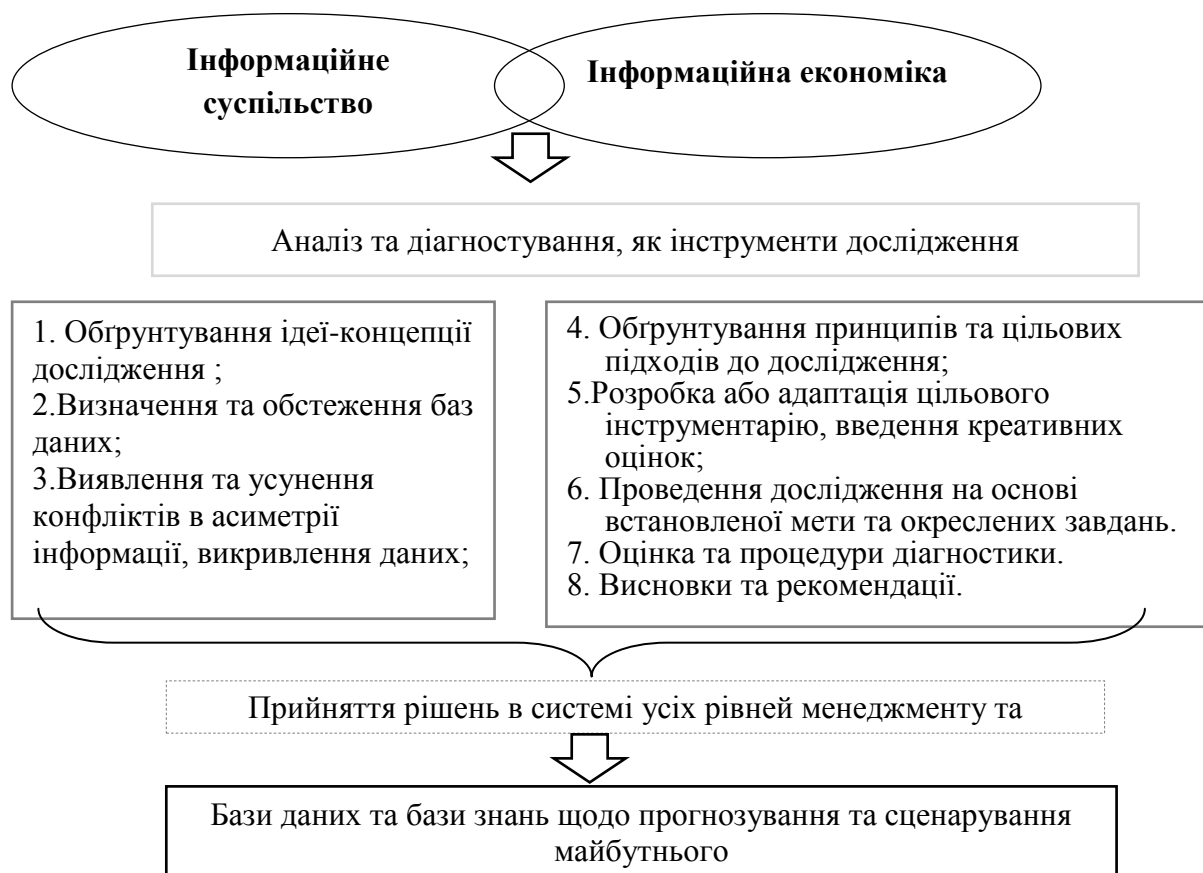 Інформаційне
суспільство
Інформаційна економіка
Аналіз та діагностування, як інструменти дослідження
1. Обґрунтування ідеї-концепції
дослідження ;
2.Визначення та обстеження баз
даних;
3.Виявлення та усунення
конфліктів в асиметрії
інформації, викривлення даних;
4. Обґрунтування принципів та цільових
підходів до дослідження;
5.Розробка або адаптація цільового
інструментарію, введення креативних
оцінок;
6. Проведення дослідження на основі
встановленої мети та окреслених завдань.
7. Оцінка та процедури діагностики.
8. Висновки та рекомендації.
Прийняття рішень в системі усіх рівней менеджменту та
Бази даних та бази знань щодо прогнозування та сценарування
майбутнього